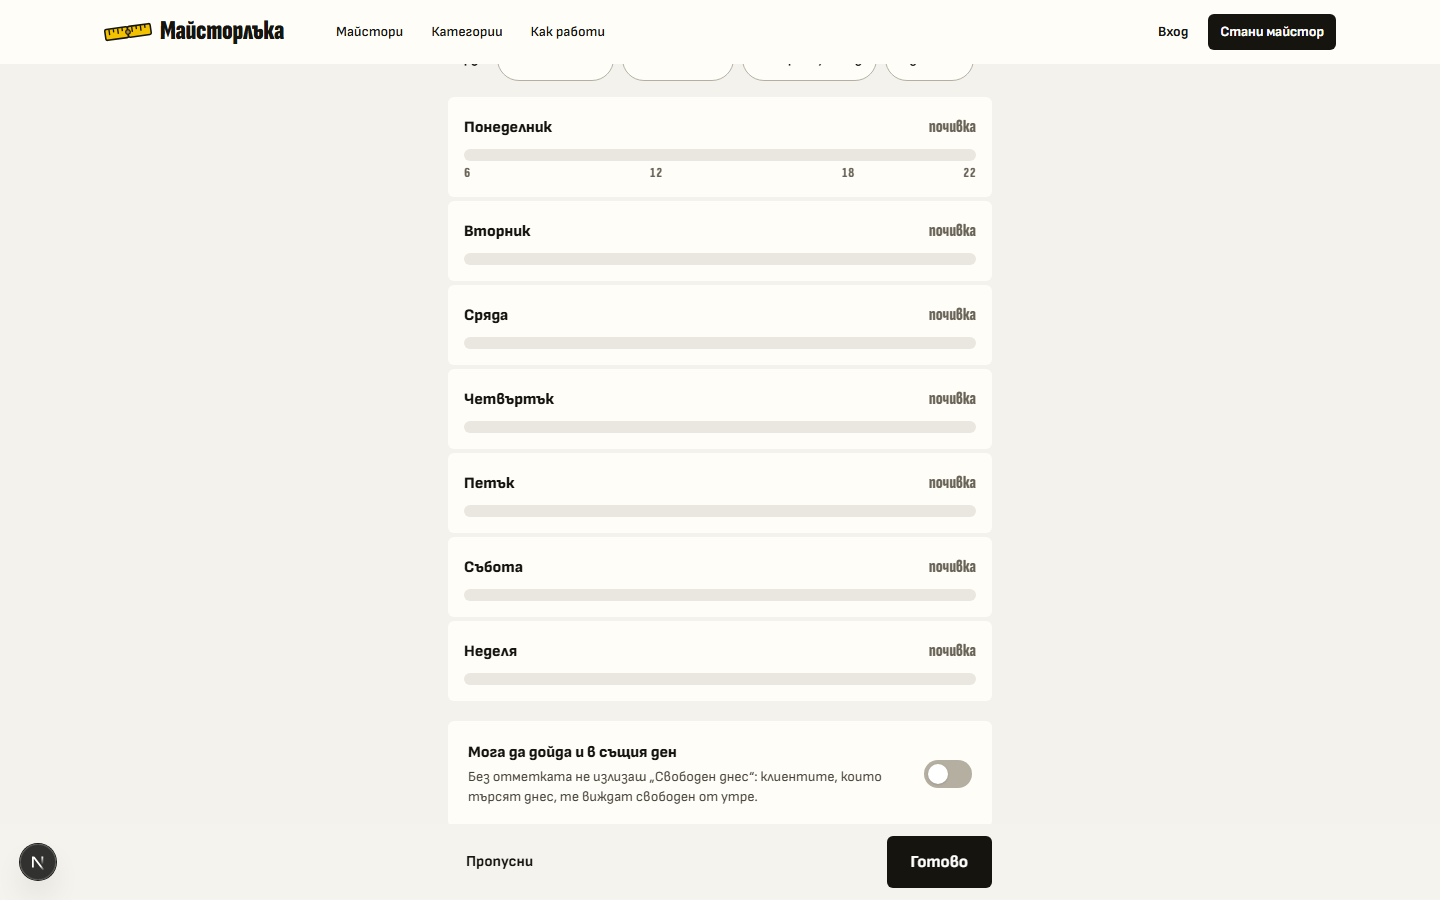 Майсторлъка
Майстори
Категории
Как работи
Вход
Стани майстор
Понеделник
почивка
6 12 18 22
Вторник
почивка
Сряда
почивка
Четвъртък
почивка
Петък
почивка
Събота
почивка
Неделя
почивка
Мога да дойда и в същия ден
Без отметката не излизаш „Свободен днес“: клиентите, които
търсят днес, те виждат свободен от утре.
N
Пропусни
Готово